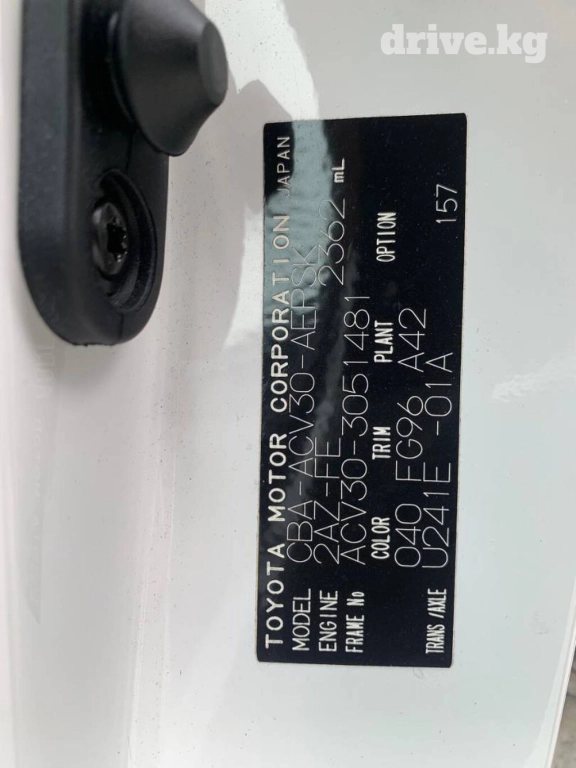 drive.kg
TOYOTA MOTOR CORPORATION JAPAN
MODEL CBA-ACV30-AEPSK
ENGINE 2AZ-FE 2362 mL
FRAME No ACV30-3051481
COLOR TRIM PLANT OPTION
040 FG96 A42
TRANS/AXLE U241E -01A 157